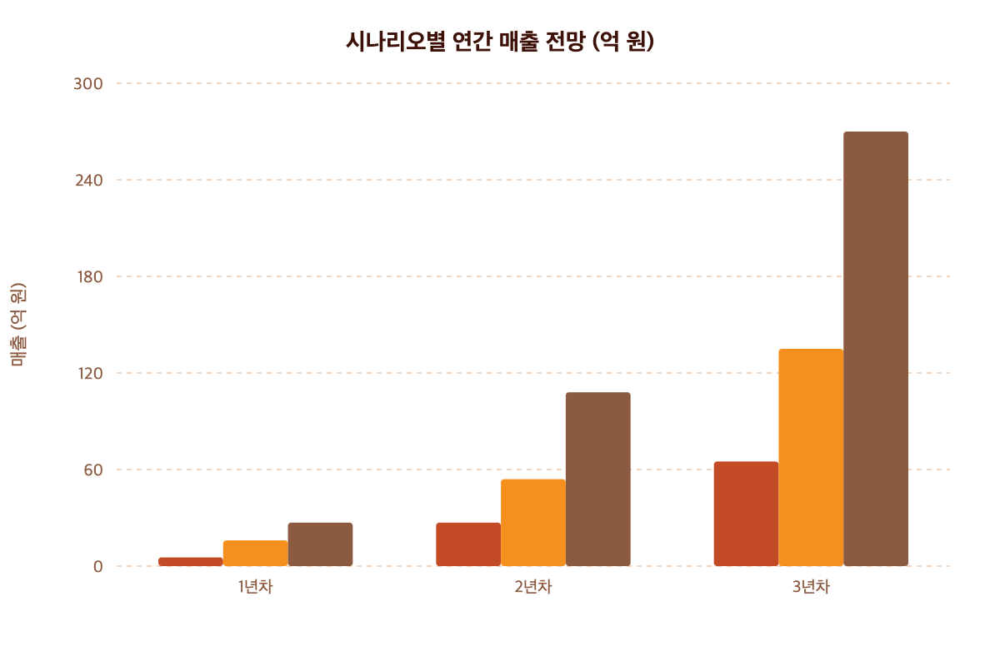 시나리오별 연간 매출 전망 (억 원)
300
240
180
120
60
0
매출 (억 원)
1년차
2년차
3년차